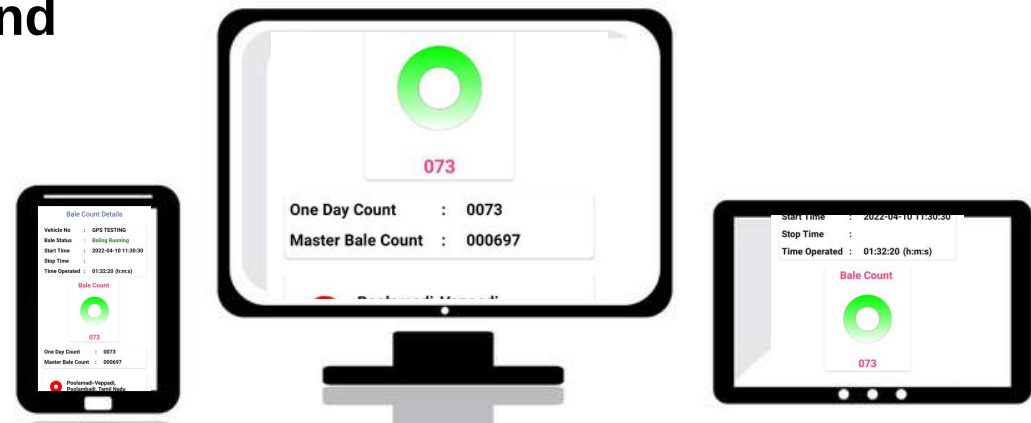 nd
Bale Count Details
Vehicle No : GPS TESTING
Bale Status : Baling Running
Start Time : 2022-04-10 11:30:30
Stop Time :
Time Operated : 01:32:20 (h:m:s)
Bale Count
073
One Day Count : 0073
Master Bale Count : 000697
Poolamadi-Veppadi,
Poolambadi, Tamil Nadu
073
One Day Count : 0073
Master Bale Count : 000697
Poolamadi-Veppadi,
Start Time : 2022-04-10 11:30:30
Stop Time :
Time Operated : 01:32:20 (h:m:s)
Bale Count
073